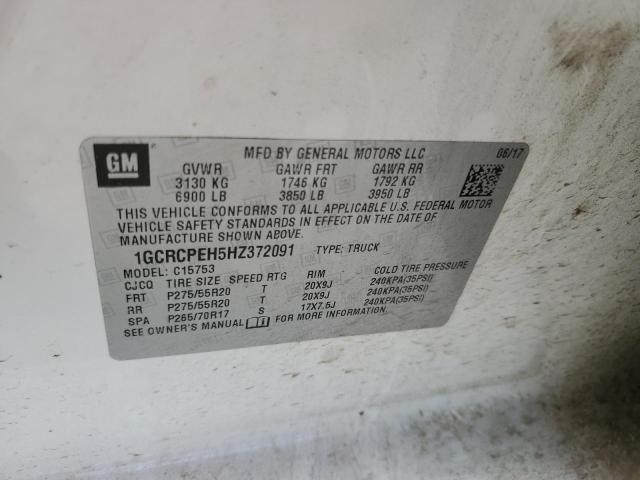 GM
MFD BY GENERAL MOTORS LLC 06/17
GVWR GAWR FRT GAWR RR
3130 KG 1746 KG 1792 KG
6900 LB 3850 LB 3950 LB
THIS VEHICLE CONFORMS TO ALL APPLICABLE U.S. FEDERAL MOTOR
VEHICLE SAFETY STANDARDS IN EFFECT ON THE DATE OF
MANUFACTURE SHOWN ABOVE.
1GCRCPEH5HZ372091 TYPE: TRUCK
MODEL: C15753
CJCQ TIRE SIZE SPEED RTG RIM COLD TIRE PRESSURE
FRT P275/55R20 T 20X9J 240KPA(35PSI)
RR P275/55R20 T 20X9J 240KPA(35PSI)
SPA P265/70R17 S 17X7.5J 240KPA(35PSI)
SEE OWNER'S MANUAL FOR MORE INFORMATION.